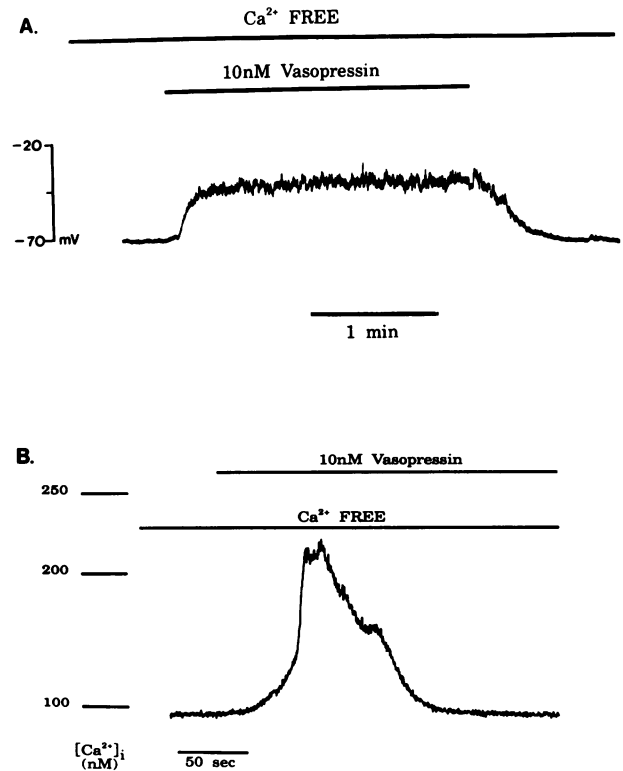 A.
Ca²⁺ FREE
10nM Vasopressin
−20
−70 mV
1 min
B.
10nM Vasopressin
250
Ca²⁺ FREE
200
100
[Ca²⁺]i
(nM)
50 sec